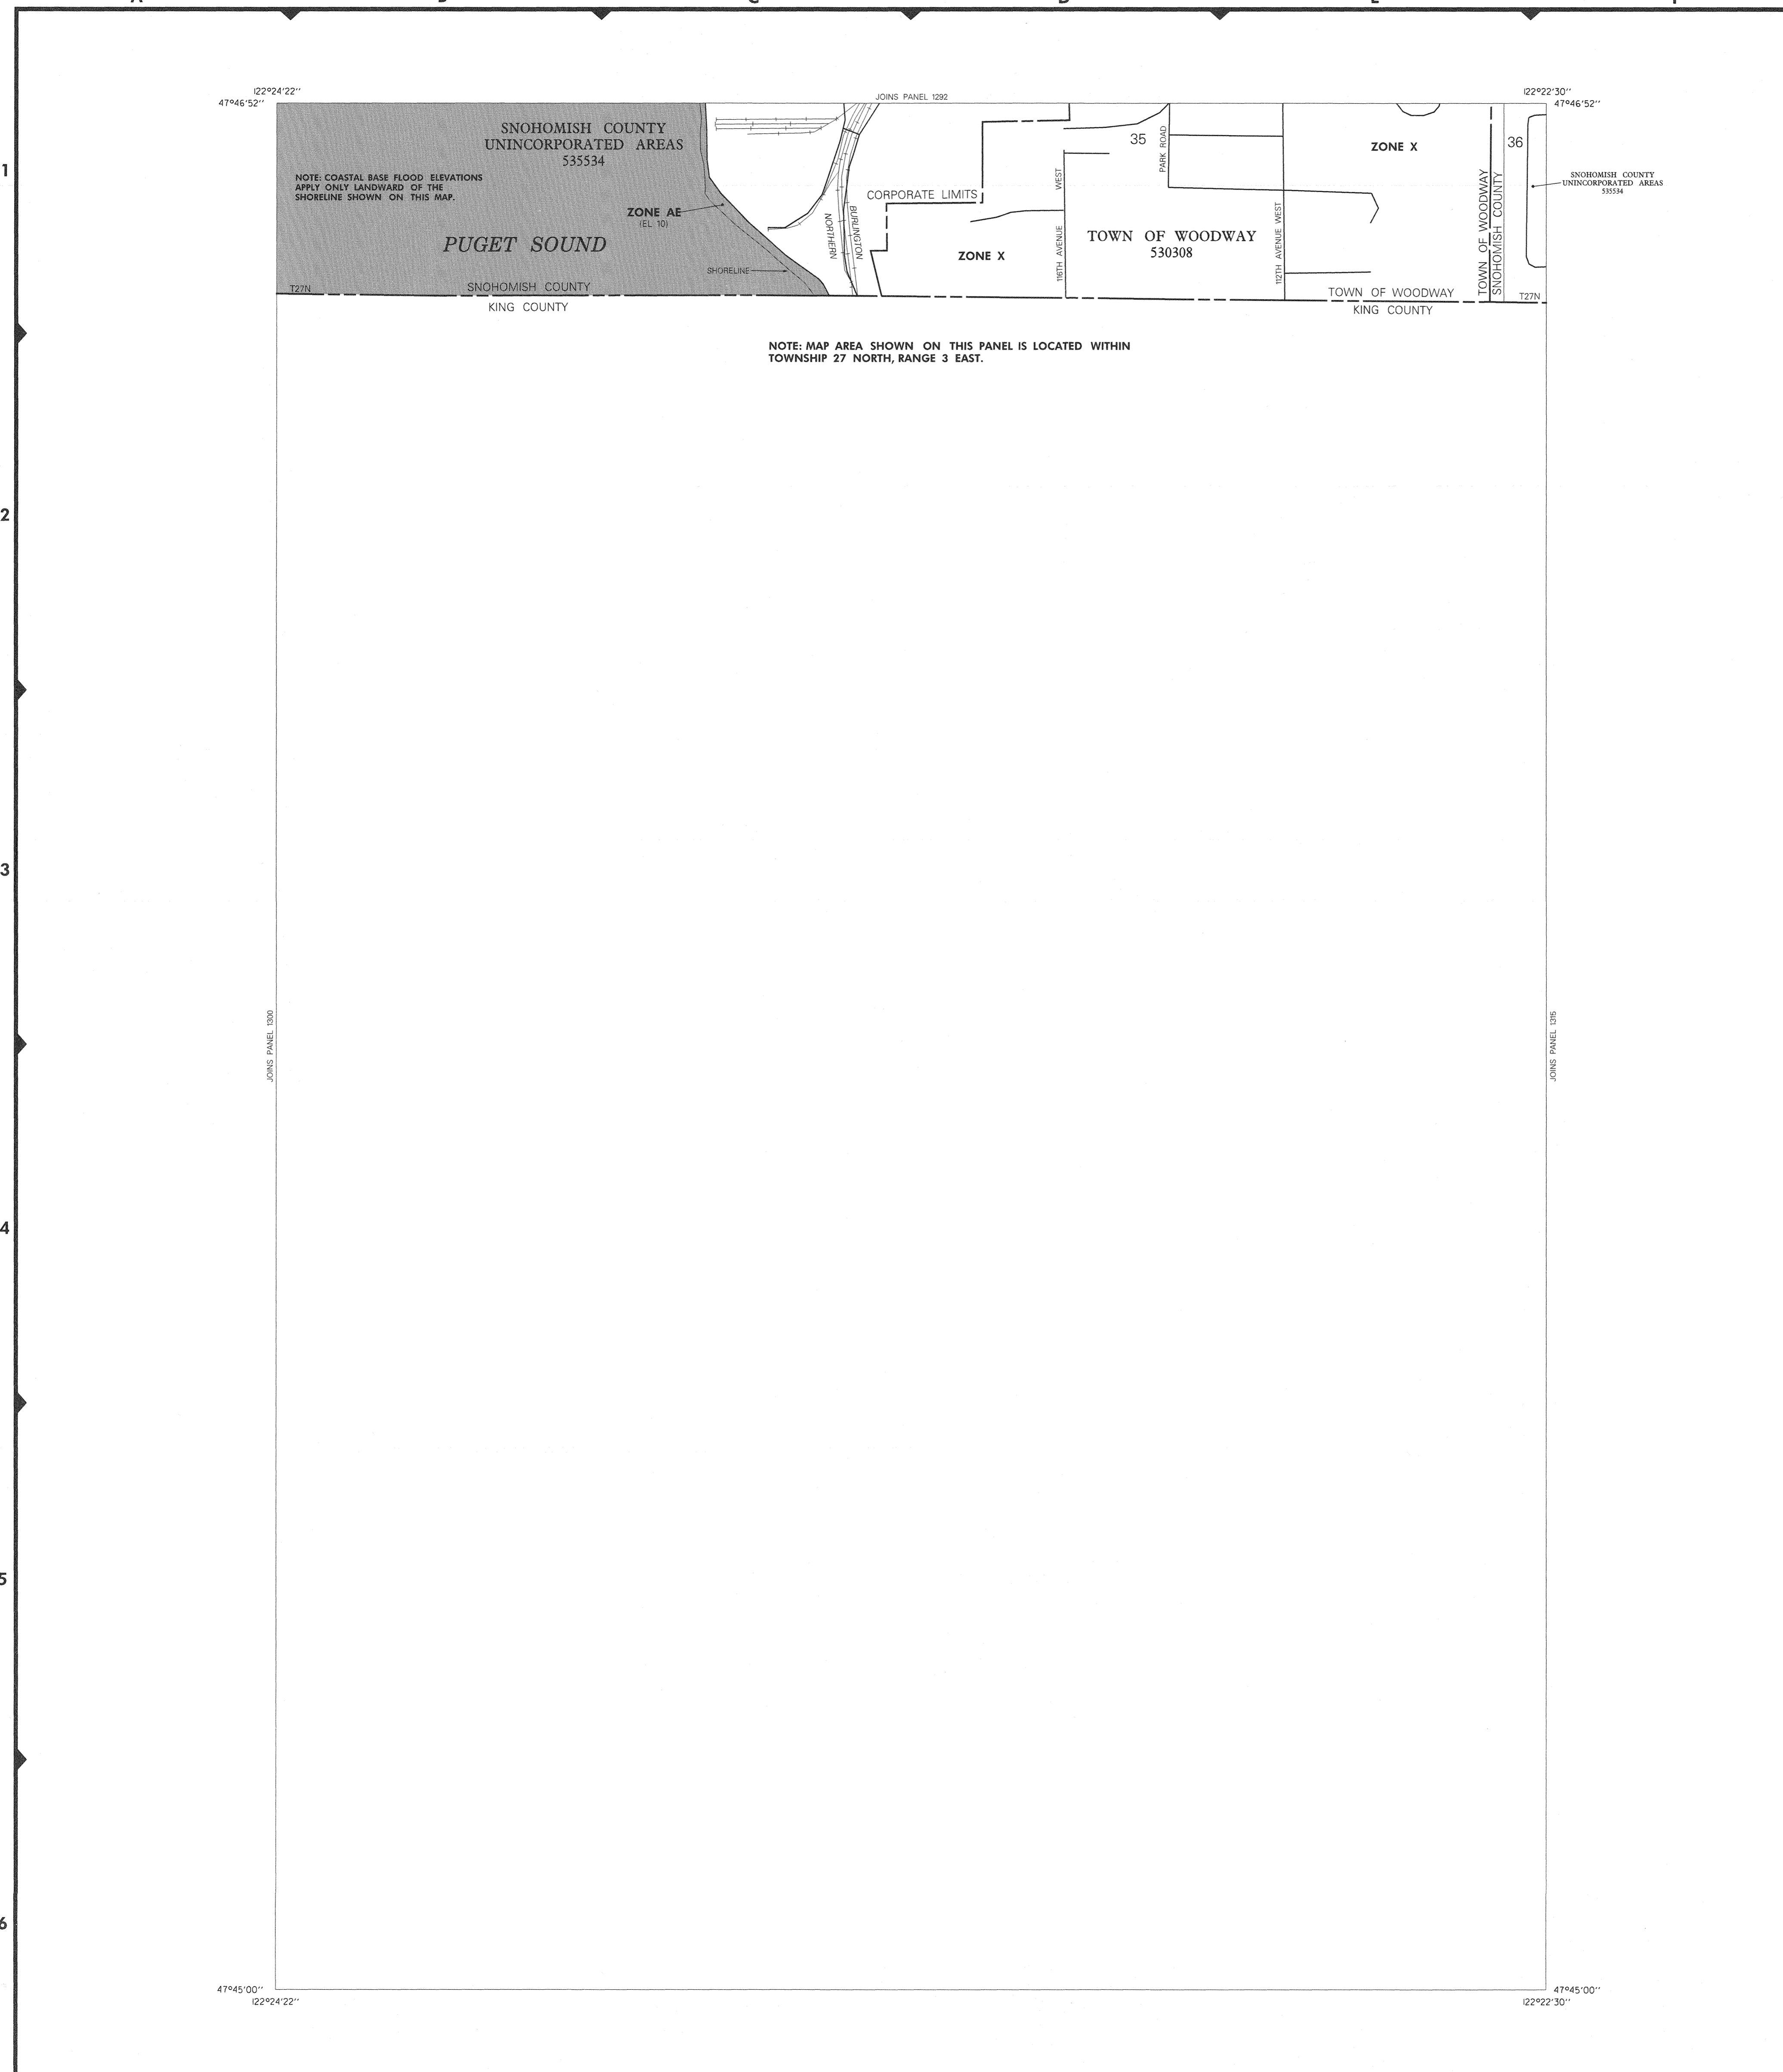 122°24'22"
122°22'30"
47°46'52"
JOINS PANEL 1292
47°46'52"
SNOHOMISH COUNTY
UNINCORPORATED AREAS
535534
NOTE: COASTAL BASE FLOOD ELEVATIONS
APPLY ONLY LANDWARD OF THE
SHORELINE SHOWN ON THIS MAP.
ZONE AE
(EL 10)
PUGET SOUND
SHORELINE
T27N
SNOHOMISH COUNTY
KING COUNTY
NORTHERN
BURLINGTON
CORPORATE LIMITS
ZONE X
116TH AVENUE WEST
35
PARK ROAD
TOWN OF WOODWAY
530308
112TH AVENUE WEST
ZONE X
TOWN OF WOODWAY
KING COUNTY
TOWN OF WOODWAY
SNOHOMISH COUNTY
36
T27N
SNOHOMISH COUNTY
UNINCORPORATED AREAS
535534
NOTE: MAP AREA SHOWN ON THIS PANEL IS LOCATED WITHIN
TOWNSHIP 27 NORTH, RANGE 3 EAST.
1
2
3
4
5
6
JOINS PANEL 1300
JOINS PANEL 1315
47°45'00"
47°45'00"
122°24'22"
122°22'30"